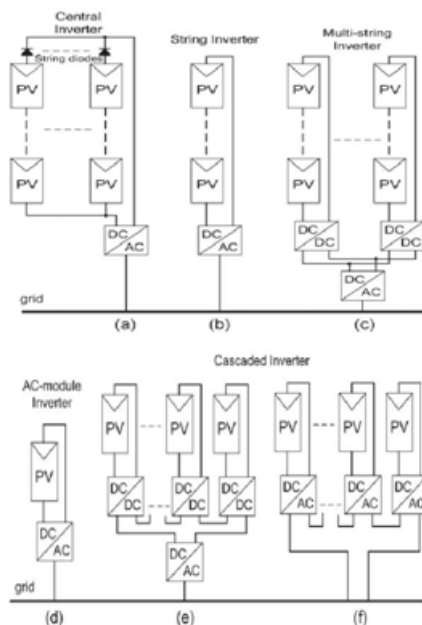 Central
Inverter
String diodes
PV PV
PV PV
DC
AC
String Inverter
PV
PV
DC
AC
Multi-string
Inverter
PV PV
PV PV
DC DC
DC DC
DC
AC
grid
(a) (b) (c)
AC-module
Inverter
PV
DC
AC
Cascaded Inverter
PV PV PV
DC DC DC
DC DC DC
DC
AC
PV PV PV
DC DC DC
AC AC AC
grid
(d) (e) (f)